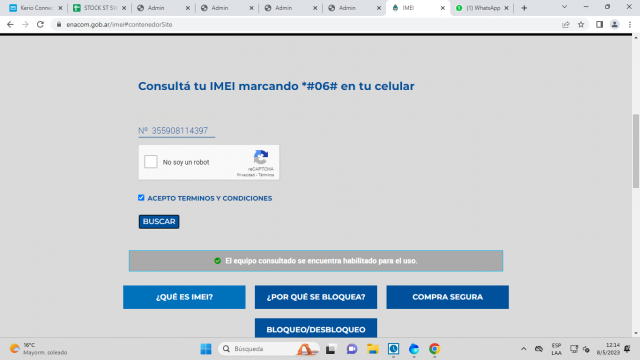 Kerio Connec
STOCK ST SW
Admin
Admin
Admin
Admin
IMEI
(1) WhatsApp
enacom.gob.ar/imei#contenedorSite
Consultá tu IMEI marcando *#06# en tu celular
Nº 355908114397
No soy un robot
reCAPTCHA
Privacidad - Términos
ACEPTO TERMINOS Y CONDICIONES
BUSCAR
El equipo consultado se encuentra habilitado para el uso.
¿QUÉ ES IMEI?
¿POR QUÉ SE BLOQUEA?
COMPRA SEGURA
BLOQUEO/DESBLOQUEO
16°C
Mayorm. soleado
Búsqueda
ESP
LAA
12:14
8/5/2023